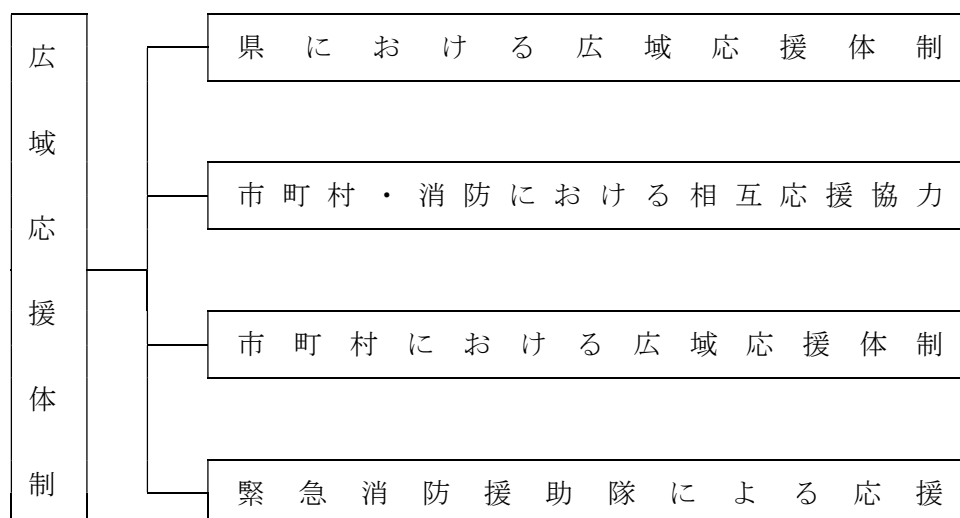 広域応援体制
県における広域応援体制
市町村・消防における相互応援協力
市町村における広域応援体制
緊急消防援助隊による応援